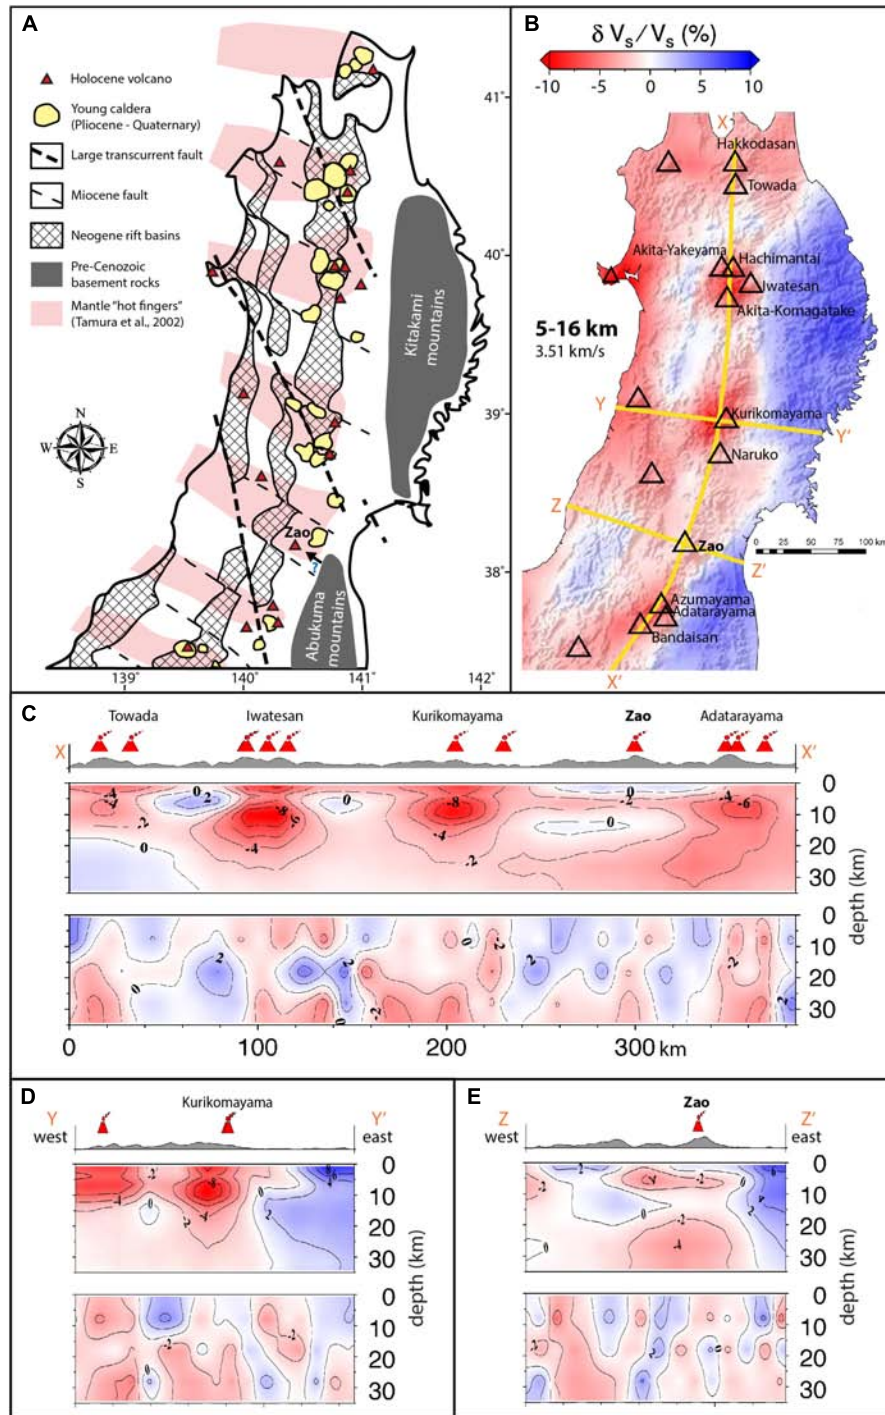 A
Holocene volcano
Young caldera
(Pliocene - Quaternary)
Large transcurrent fault
Miocene fault
Neogene rift basins
Pre-Cenozoic
basement rocks
Mantle "hot fingers"
(Tamura et al., 2002)
N
W E
S
Kitakami
mountains
Zao
?
Abukuma
mountains
41°
40°
39°
38°
139° 140° 141° 142°
B
δ Vs/Vs (%)
-10 -5 0 5 10
X
Hakkodasan
Towada
Akita-Yakeyama
Hachimantai
Iwatesan
Akita-Komagatake
5-16 km
3.51 km/s
Y
Kurikomayama
Y'
Naruko
Z
Zao
0 25 50 75 100 km
Z'
Azumayama
Adatarayama
Bandaisan
X'
C
Towada Iwatesan Kurikomayama Zao Adatarayama
X X'
0
10
20
30
depth (km)
0
10
20
30
0 100 200 300 km
D
Kurikomayama
Y Y'
west east
0
10
20
30
depth (km)
0
10
20
30
E
Zao
Z Z'
west east
0
10
20
30
depth (km)
0
10
20
30